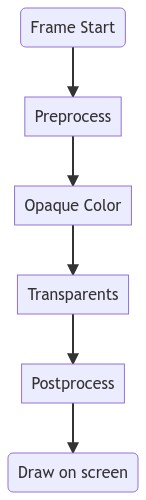 Frame Start
Preprocess
Opaque Color
Transparents
Postprocess
Draw on screen